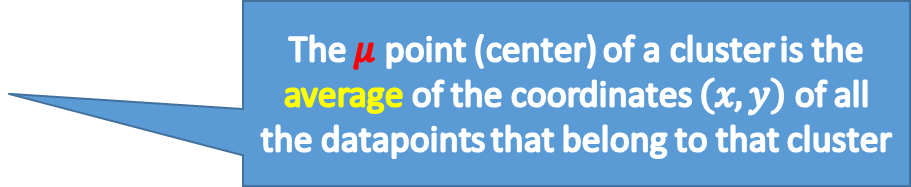 The μ point (center) of a cluster is the
average of the coordinates (x, y) of all
the datapoints that belong to that cluster